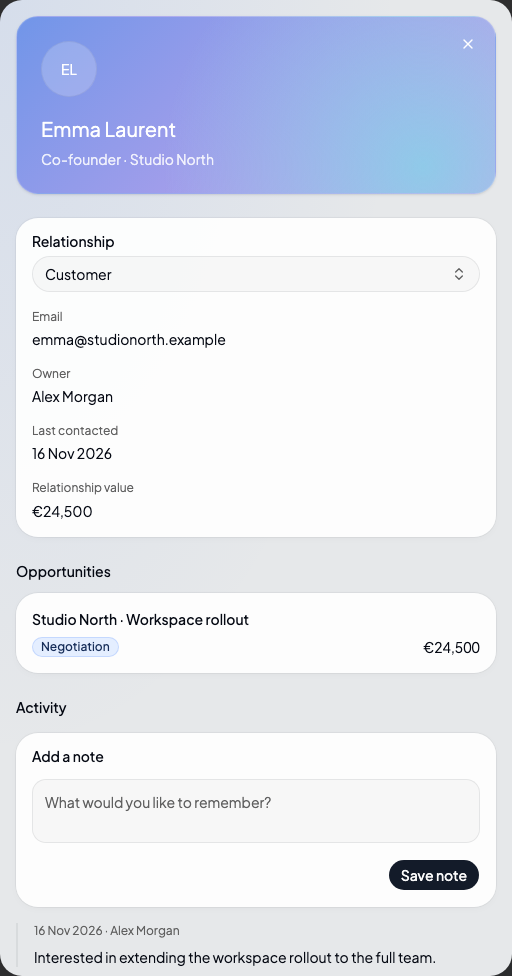 EL
Emma Laurent
Co-founder · Studio North
Relationship
Customer
Email
emma@studionorth.example
Owner
Alex Morgan
Last contacted
16 Nov 2026
Relationship value
€24,500
Opportunities
Studio North · Workspace rollout
Negotiation
€24,500
Activity
Add a note
What would you like to remember?
Save note
16 Nov 2026 · Alex Morgan
Interested in extending the workspace rollout to the full team.